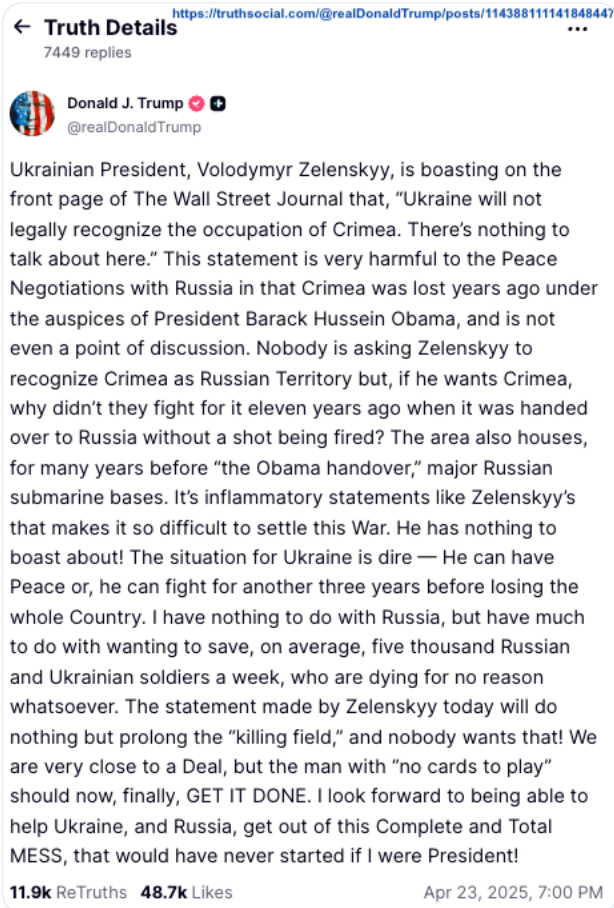 https://truthsocial.com/@realDonaldTrump/posts/114388111141848447
Truth Details
7449 replies
Donald J. Trump
@realDonaldTrump
Ukrainian President, Volodymyr Zelenskyy, is boasting on the
front page of The Wall Street Journal that, “Ukraine will not
legally recognize the occupation of Crimea. There’s nothing to
talk about here.” This statement is very harmful to the Peace
Negotiations with Russia in that Crimea was lost years ago under
the auspices of President Barack Hussein Obama, and is not
even a point of discussion. Nobody is asking Zelenskyy to
recognize Crimea as Russian Territory but, if he wants Crimea,
why didn’t they fight for it eleven years ago when it was handed
over to Russia without a shot being fired? The area also houses,
for many years before “the Obama handover,” major Russian
submarine bases. It’s inflammatory statements like Zelenskyy’s
that makes it so difficult to settle this War. He has nothing to
boast about! The situation for Ukraine is dire — He can have
Peace or, he can fight for another three years before losing the
whole Country. I have nothing to do with Russia, but have much
to do with wanting to save, on average, five thousand Russian
and Ukrainian soldiers a week, who are dying for no reason
whatsoever. The statement made by Zelenskyy today will do
nothing but prolong the “killing field,” and nobody wants that! We
are very close to a Deal, but the man with “no cards to play”
should now, finally, GET IT DONE. I look forward to being able to
help Ukraine, and Russia, get out of this Complete and Total
MESS, that would have never started if I were President!
11.9k ReTruths 48.7k Likes Apr 23, 2025, 7:00 PM